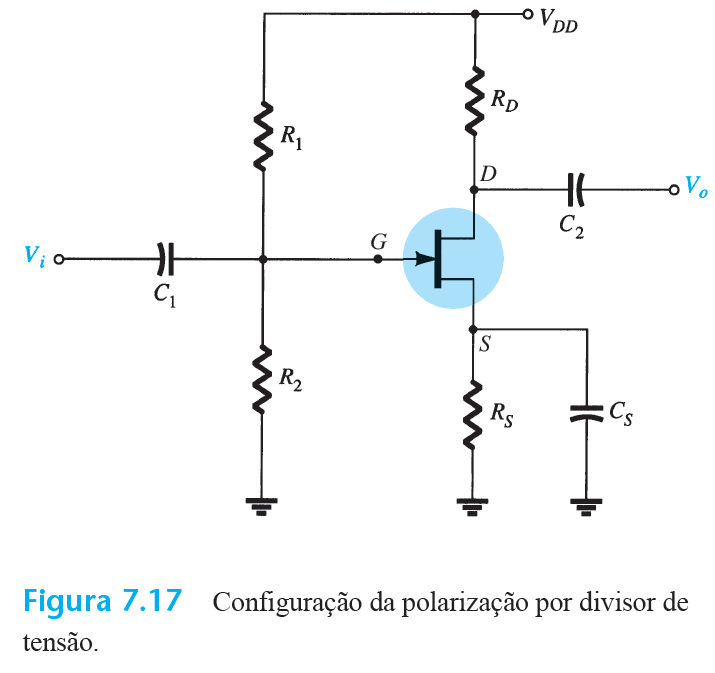 V_DD
R_D
R_1
D
V_o
C_2
G
V_i
C_1
S
R_2
R_S
C_S
Figura 7.17 Configuração da polarização por divisor de
tensão.